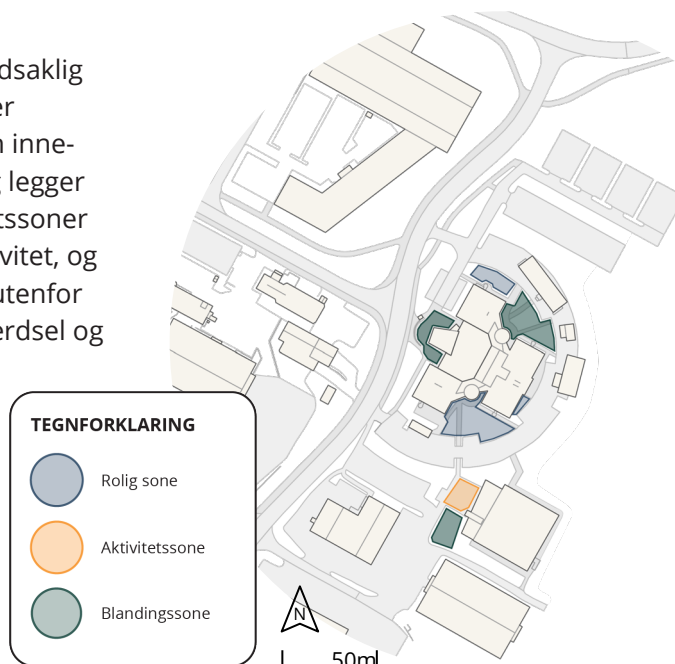 dsaklig
er
n inne-
g legger
tssoner
vitet, og
utenfor
erdsel og
TEGNFORKLARING
Rolig sone
Aktivitetssone
Blandingssone
N
50m